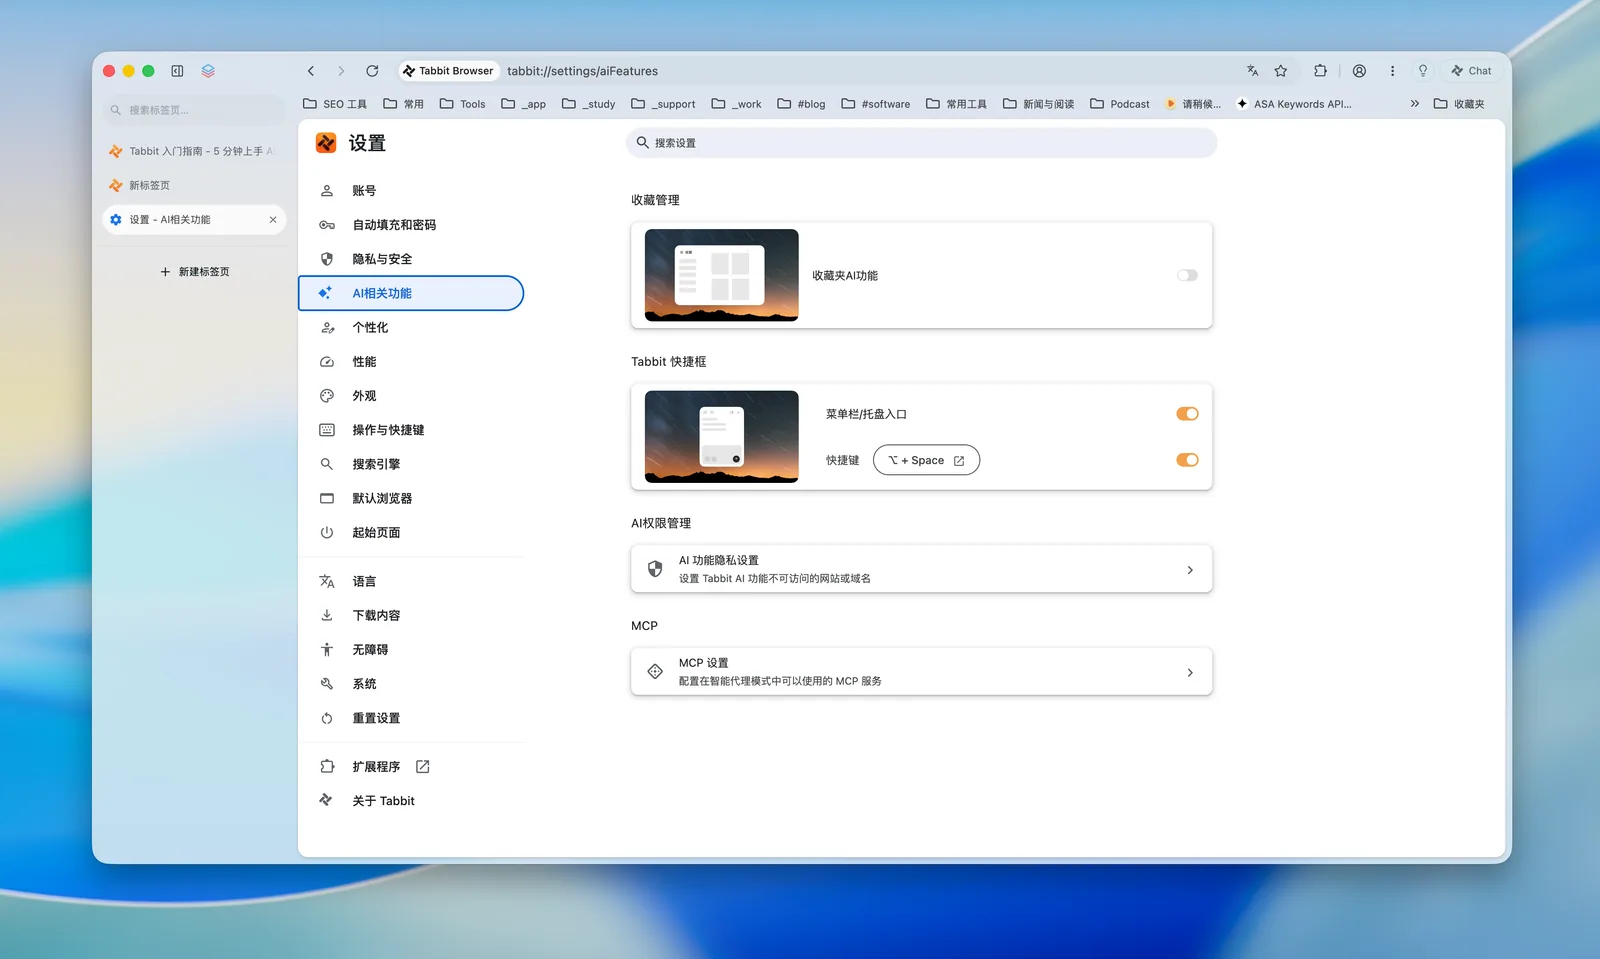 Tabbit Browser
tabbit://settings/aiFeatures
Chat
搜索标签页...
SEO 工具
常用
Tools
_app
_study
_support
_work
#blog
#software
常用工具
新闻与阅读
Podcast
请稍候...
ASA Keywords API...
收藏夹
Tabbit 入门指南 - 5 分钟上手
新标签页
设置 - AI相关功能
新建标签页
设置
搜索设置
账号
自动填充和密码
隐私与安全
AI相关功能
个性化
性能
外观
操作与快捷键
搜索引擎
默认浏览器
起始页面
语言
下载内容
无障碍
系统
重置设置
扩展程序
关于 Tabbit
收藏管理
收藏夹AI功能
Tabbit 快捷框
菜单栏/托盘入口
快捷键
⌥ + Space
AI权限管理
AI 功能隐私设置
设置 Tabbit AI 功能不可访问的网站或域名
MCP
MCP 设置
配置在智能代理模式中可以使用的 MCP 服务